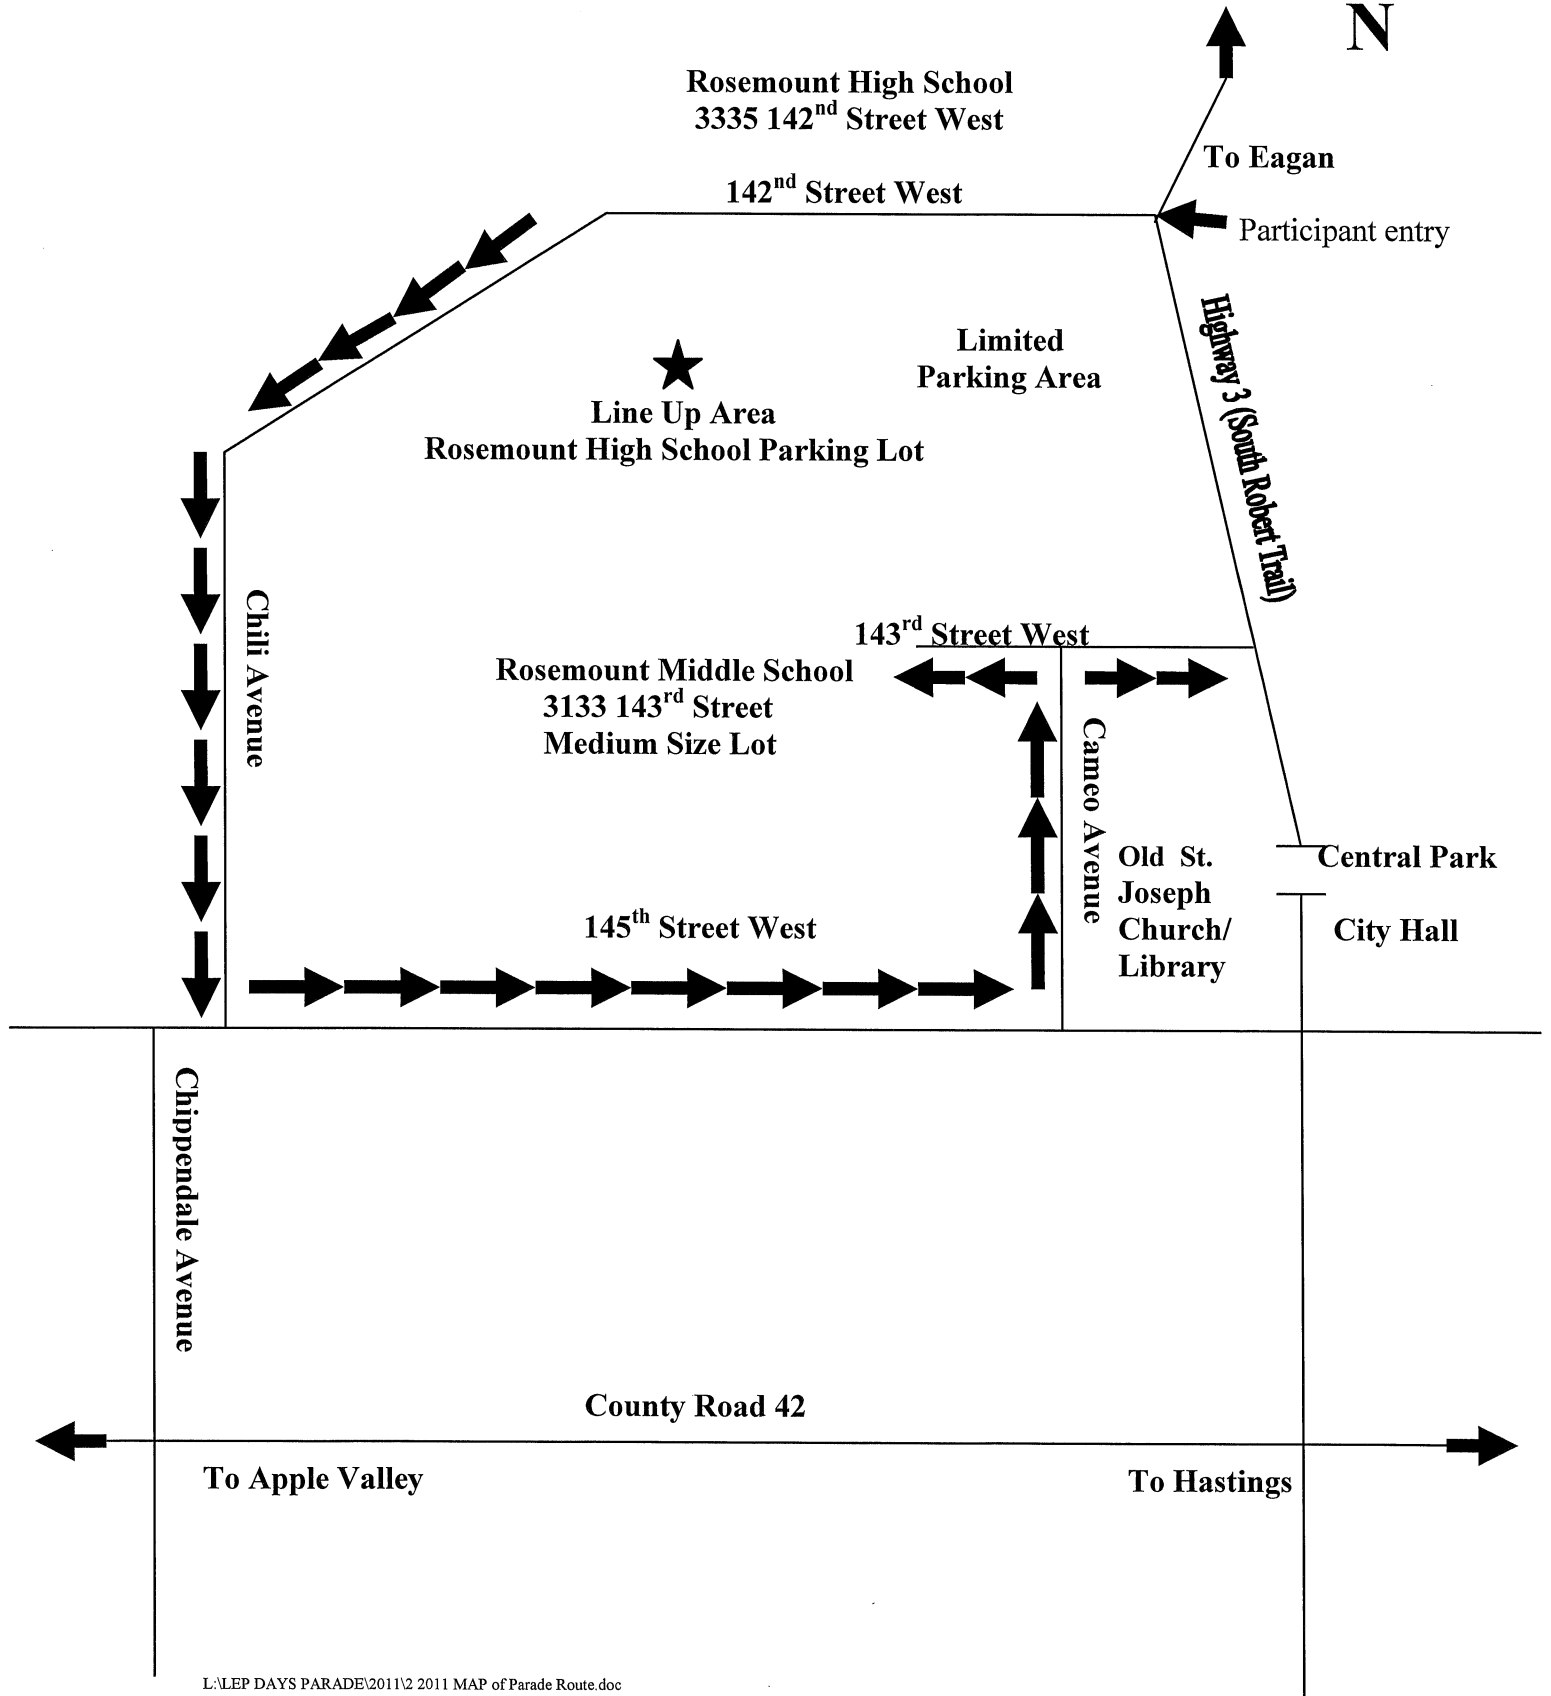 N
Rosemount High School
3335 142nd Street West
To Eagan
142nd Street West
Participant entry
Highway 3 (South Robert Trail)
Limited
Parking Area
Line Up Area
Rosemount High School Parking Lot
Chili Avenue
143rd Street West
Rosemount Middle School
3133 143rd Street
Medium Size Lot
Cameo Avenue
Old St.
Joseph
Church/
Library
Central Park
City Hall
145th Street West
Chippendale Avenue
County Road 42
To Apple Valley
To Hastings
L:\LEP DAYS PARADE\2011\2 2011 MAP of Parade Route.doc